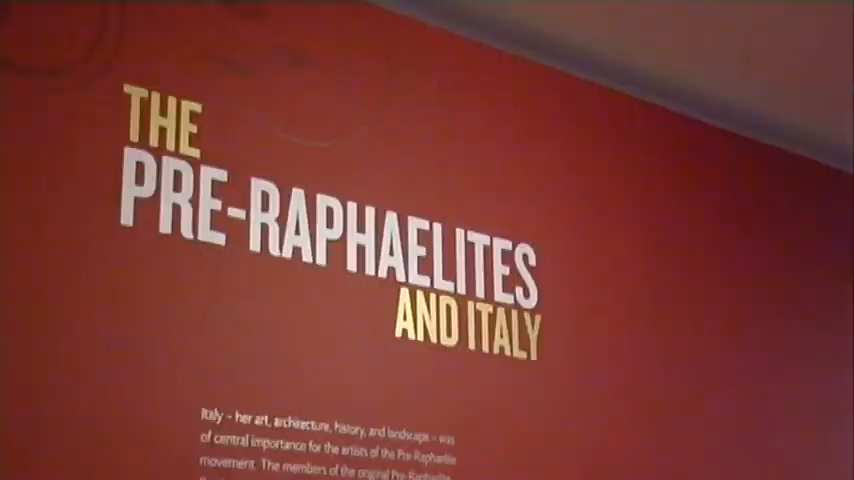 THE
PRE-RAPHAELITES
AND ITALY
Italy – her art, architecture, history, and landscape – was
of central importance for the artists of the Pre-Raphaelite
movement. The members of the original Pre-Raphaelite